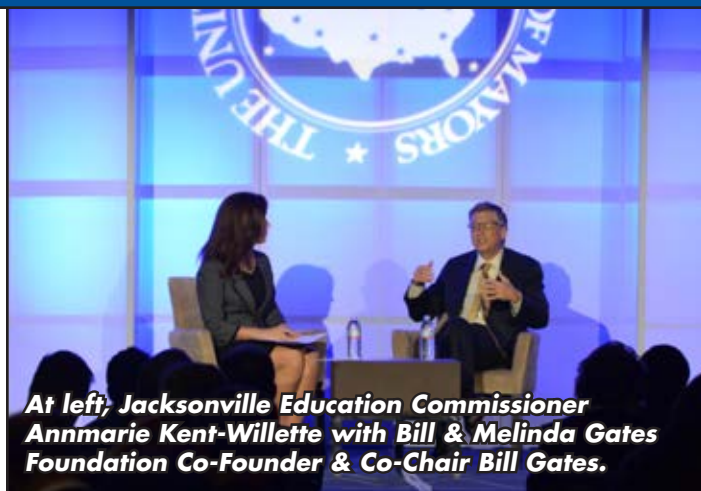 THE UNI
OF MAYORS
At left, Jacksonville Education Commissioner
Annmarie Kent-Willette with Bill & Melinda Gates
Foundation Co-Founder & Co-Chair Bill Gates.